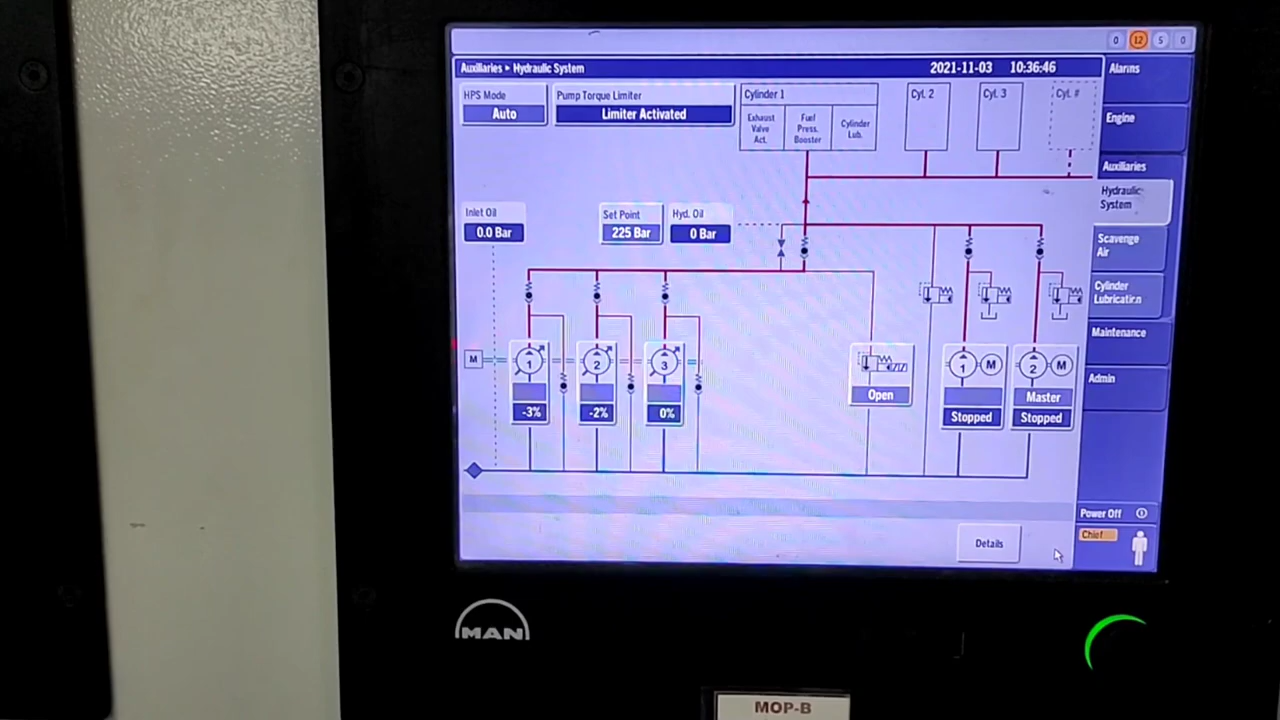 0 12 5 0
Auxiliaries ▸ Hydraulic System 2021-11-03 10:36:46
Alarms
Engine
Auxiliaries
Hydraulic
System
Scavenge
Air
Cylinder
Lubrication
Maintenance
Admin
HPS Mode
Auto
Pump Torque Limiter
Limiter Activated
Cylinder 1
Exhaust
Valve
Act.
Fuel
Press.
Booster
Cylinder
Lub.
Cyl. 2
Cyl. 3
Cyl. #
Inlet Oil
0.0 Bar
Set Point
225 Bar
Hyd. Oil
0 Bar
M
1
-3%
2
-2%
3
0%
Open
1 M
Stopped
2 M
Master
Stopped
Details
Power Off
Chief
MAN
MOP-B